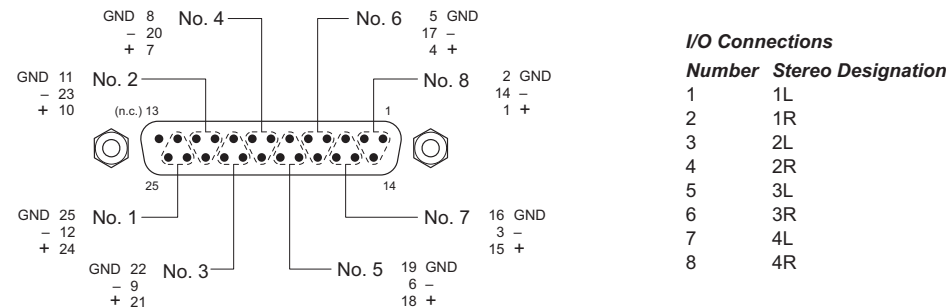 GND 8 No. 4
– 20
+ 7
No. 6 5 GND
17 –
4 +
GND 11 No. 2
– 23
+ 10
No. 8 2 GND
14 –
1 +
(n.c.) 13
1
25
14
GND 25 No. 1
– 12
+ 24
No. 7 16 GND
3 –
15 +
GND 22 No. 3
– 9
+ 21
No. 5 19 GND
6 –
18 +
I/O Connections
Number Stereo Designation
1 1L
2 1R
3 2L
4 2R
5 3L
6 3R
7 4L
8 4R